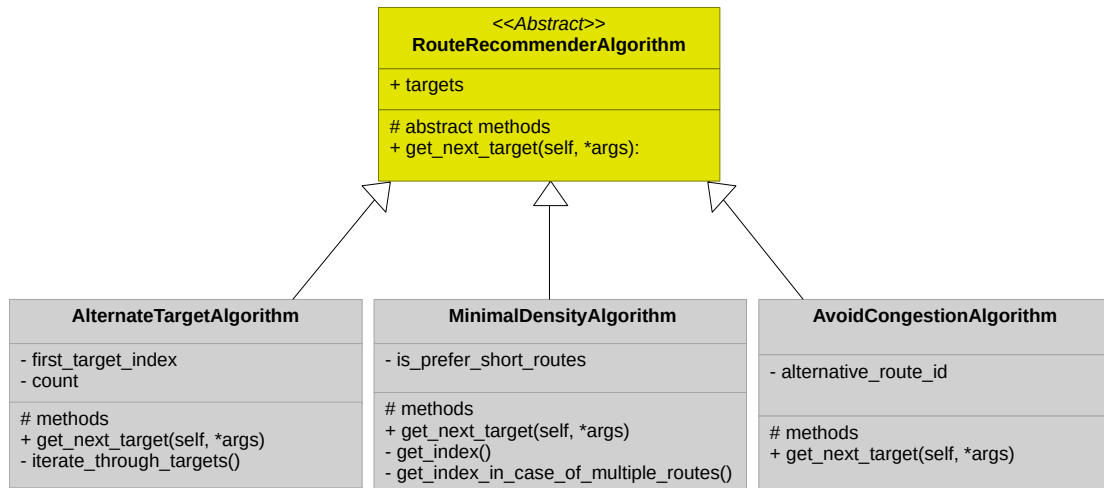 <<Abstract>>
RouteRecommenderAlgorithm
+ targets
# abstract methods
+ get_next_target(self, *args):
AlternateTargetAlgorithm
- first_target_index
- count
# methods
+ get_next_target(self, *args)
- iterate_through_targets()
MinimalDensityAlgorithm
- is_prefer_short_routes
# methods
+ get_next_target(self, *args)
- get_index()
- get_index_in_case_of_multiple_routes()
AvoidCongestionAlgorithm
- alternative_route_id
# methods
+ get_next_target(self, *args)